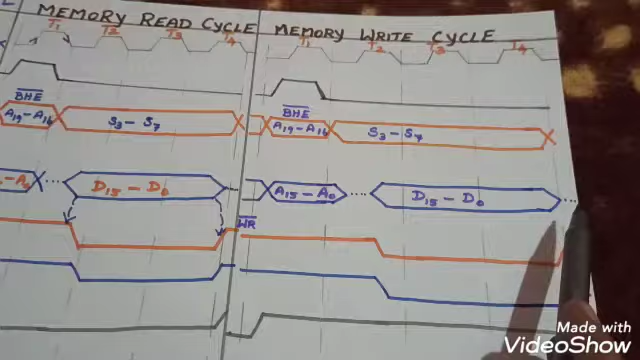 MEMORY READ CYCLE
MEMORY WRITE CYCLE
T1 T2 T3 T4
T1 T2 T3 T4
BHE
A19-A16
S3-S7
BHE
A19-A16
S3-S7
-A0
D15-D0
A15-A0
D15-D0
WR
Made with
VideoShow